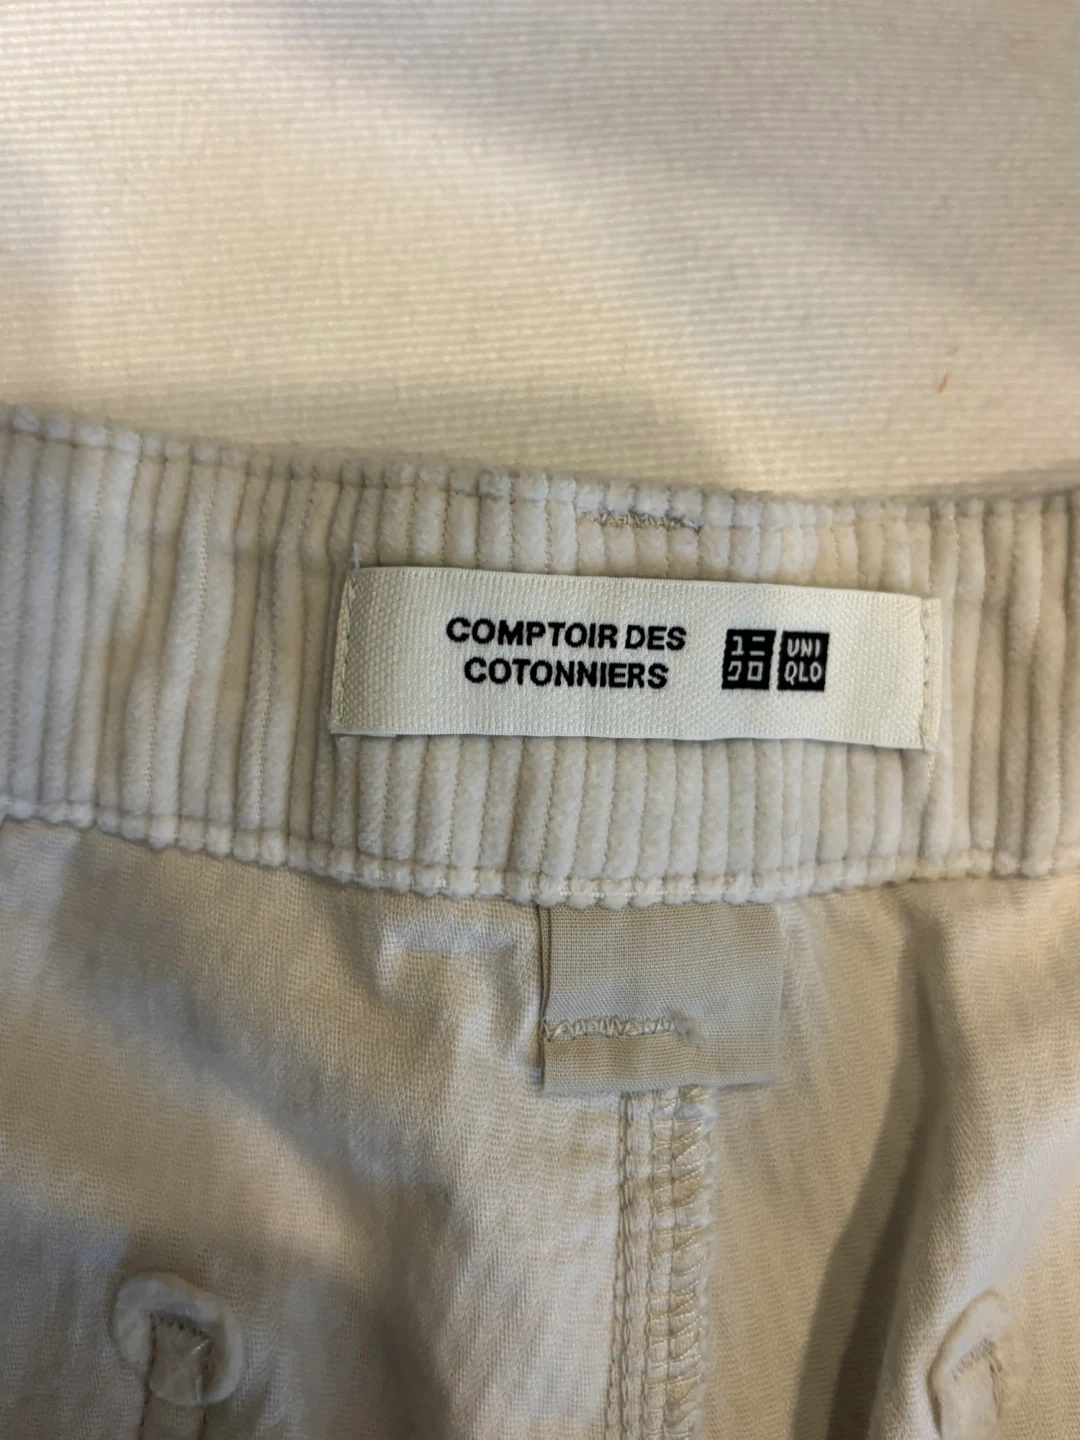 COMPTOIR DES
COTONNIERS
ユニ
クロ
UNI
QLO